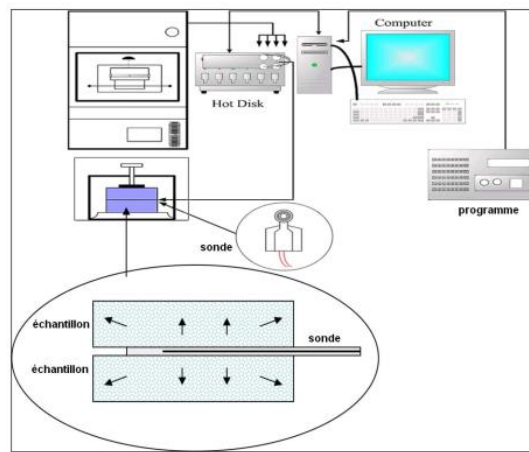 Computer
Hot Disk
programme
sonde
échantillon
sonde
échantillon